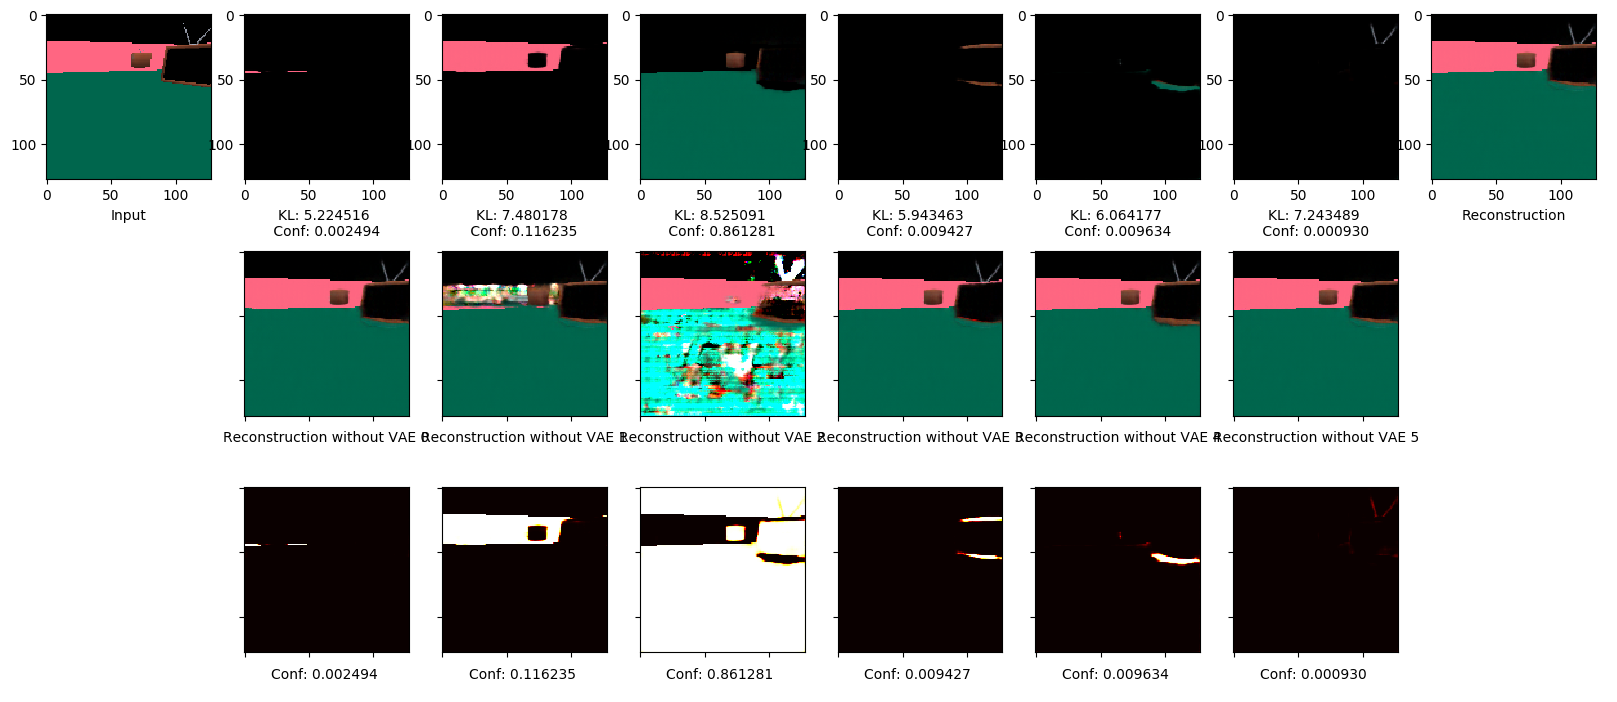 0
50
100
0 50 100
Input
0 50 100
KL: 5.224516
Conf: 0.002494
100
0 50 100
KL: 7.480178
Conf: 0.116235
0
50
100
0 50 100
KL: 8.525091
Conf: 0.861281
0
50
100
0 50 100
KL: 5.943463
Conf: 0.009427
0
50
100
0 50 100
KL: 6.064177
Conf: 0.009634
0
50
100
0 50 100
KL: 7.243489
Conf: 0.000930
0
50
100
0 50 100
Reconstruction
Reconstruction without VAE 0
Reconstruction without VAE 1
Reconstruction without VAE 2
Reconstruction without VAE 3
Reconstruction without VAE 4
Reconstruction without VAE 5
Conf: 0.002494
Conf: 0.116235
Conf: 0.861281
Conf: 0.009427
Conf: 0.009634
Conf: 0.000930